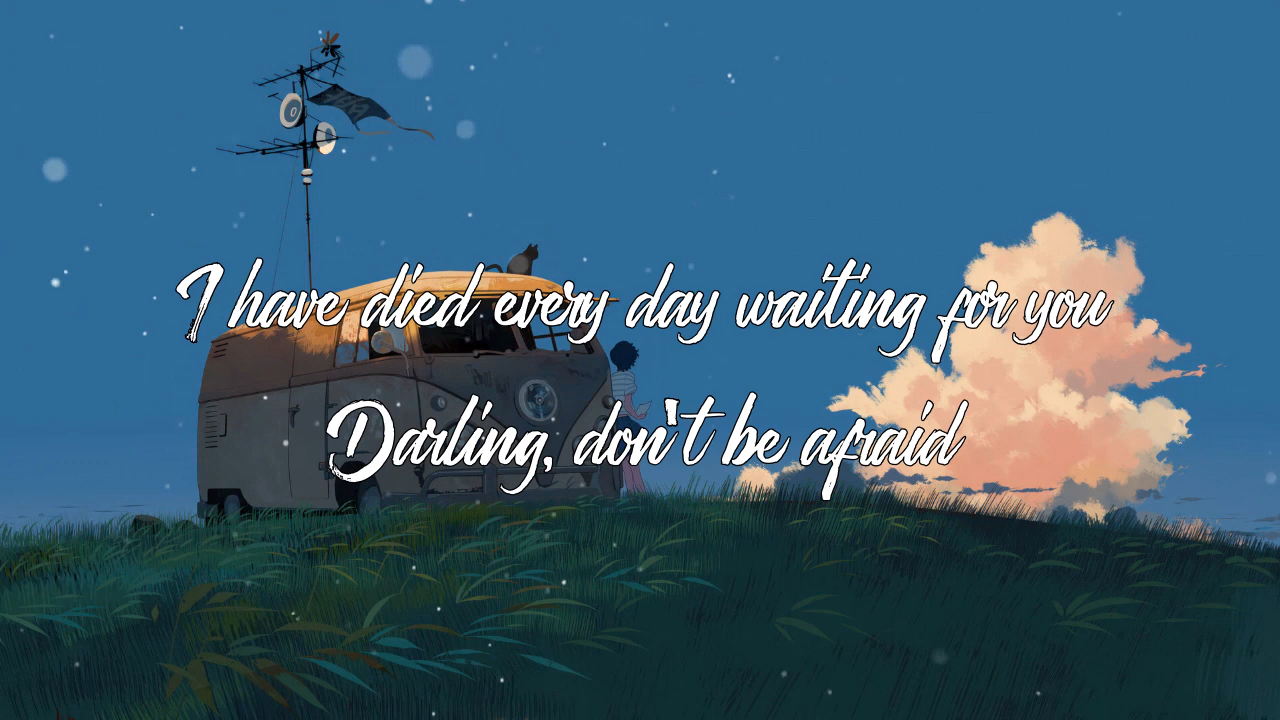 I have died every day waiting for you
Darling, don't be afraid